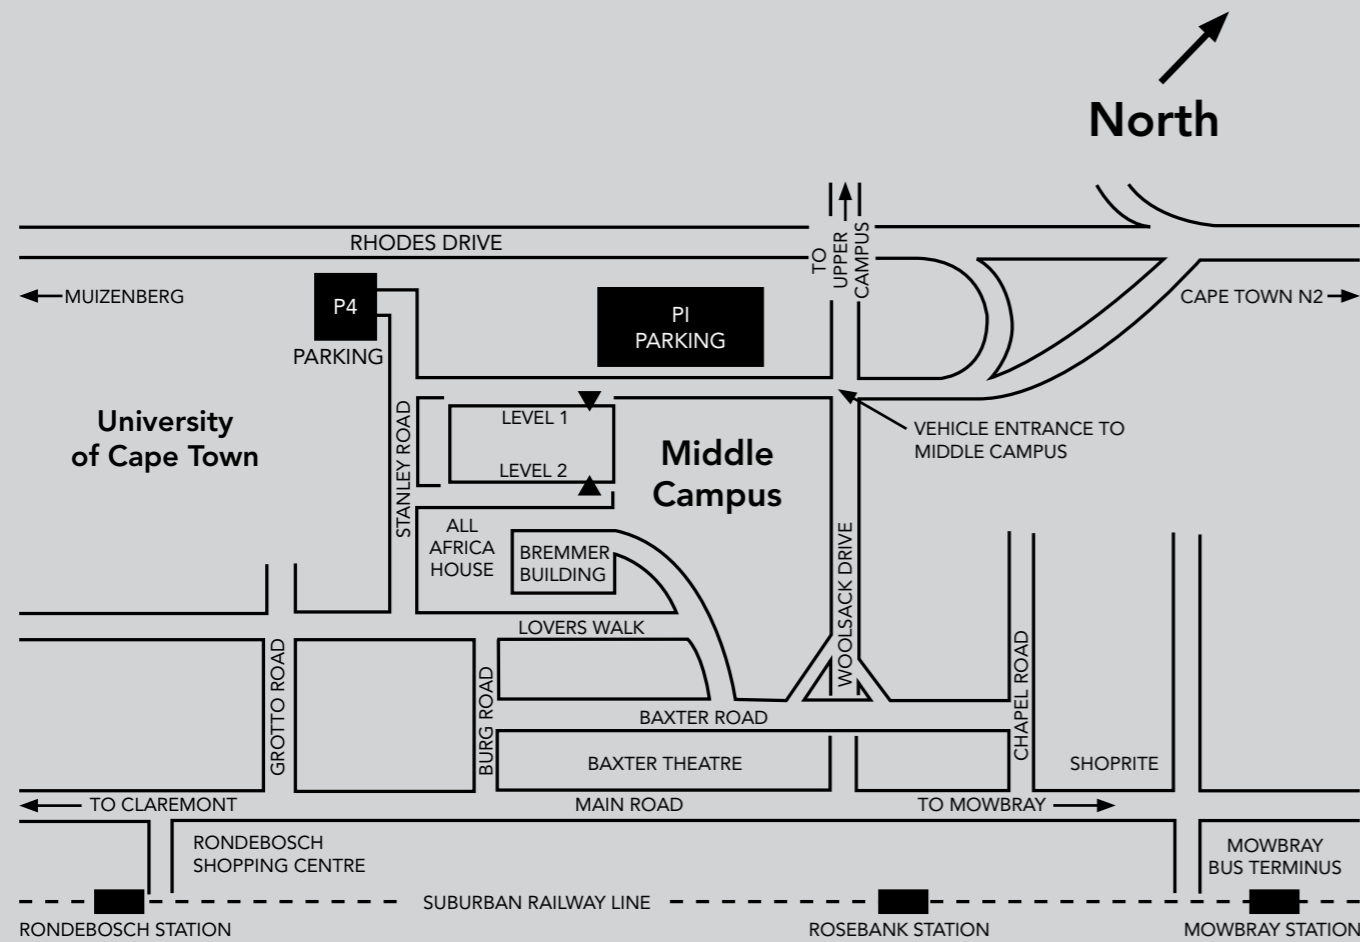 North
RHODES DRIVE
TO
UPPER
CAMPUS
MUIZENBERG
CAPE TOWN N2
P4
PARKING
PI
PARKING
University
of Cape Town
STANLEY ROAD
LEVEL 1
LEVEL 2
Middle
Campus
VEHICLE ENTRANCE TO
MIDDLE CAMPUS
ALL
AFRICA
HOUSE
BREMMER
BUILDING
WOOLSACK DRIVE
LOVERS WALK
GROTTO ROAD
BURG ROAD
BAXTER ROAD
CHAPEL ROAD
BAXTER THEATRE
SHOPRITE
TO CLAREMONT
MAIN ROAD
TO MOWBRAY
RONDEBOSCH
SHOPPING CENTRE
MOWBRAY
BUS TERMINUS
SUBURBAN RAILWAY LINE
RONDEBOSCH STATION
ROSEBANK STATION
MOWBRAY STATION